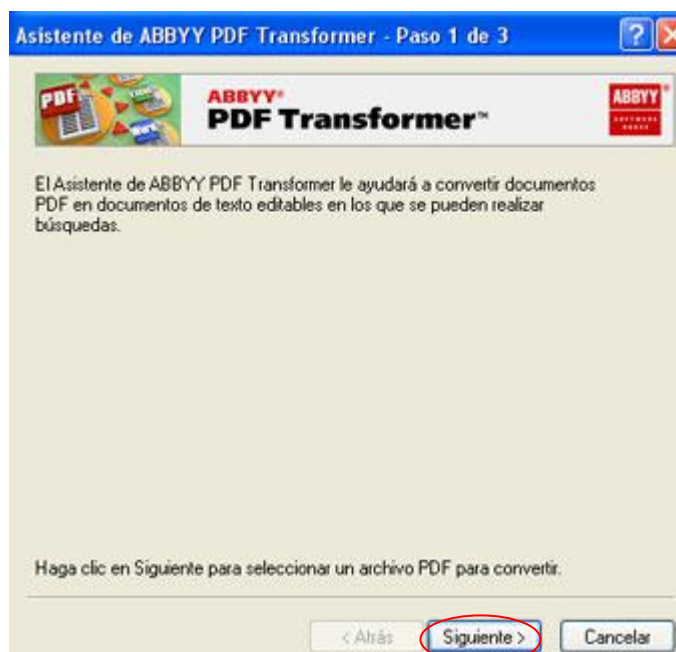 Asistente de ABBYY PDF Transformer - Paso 1 de 3
PDF
ABBYY®
PDF Transformer™
ABBYY®
El Asistente de ABBYY PDF Transformer le ayudará a convertir documentos
PDF en documentos de texto editables en los que se pueden realizar
búsquedas.
Haga clic en Siguiente para seleccionar un archivo PDF para convertir.
< Atrás
Siguiente >
Cancelar